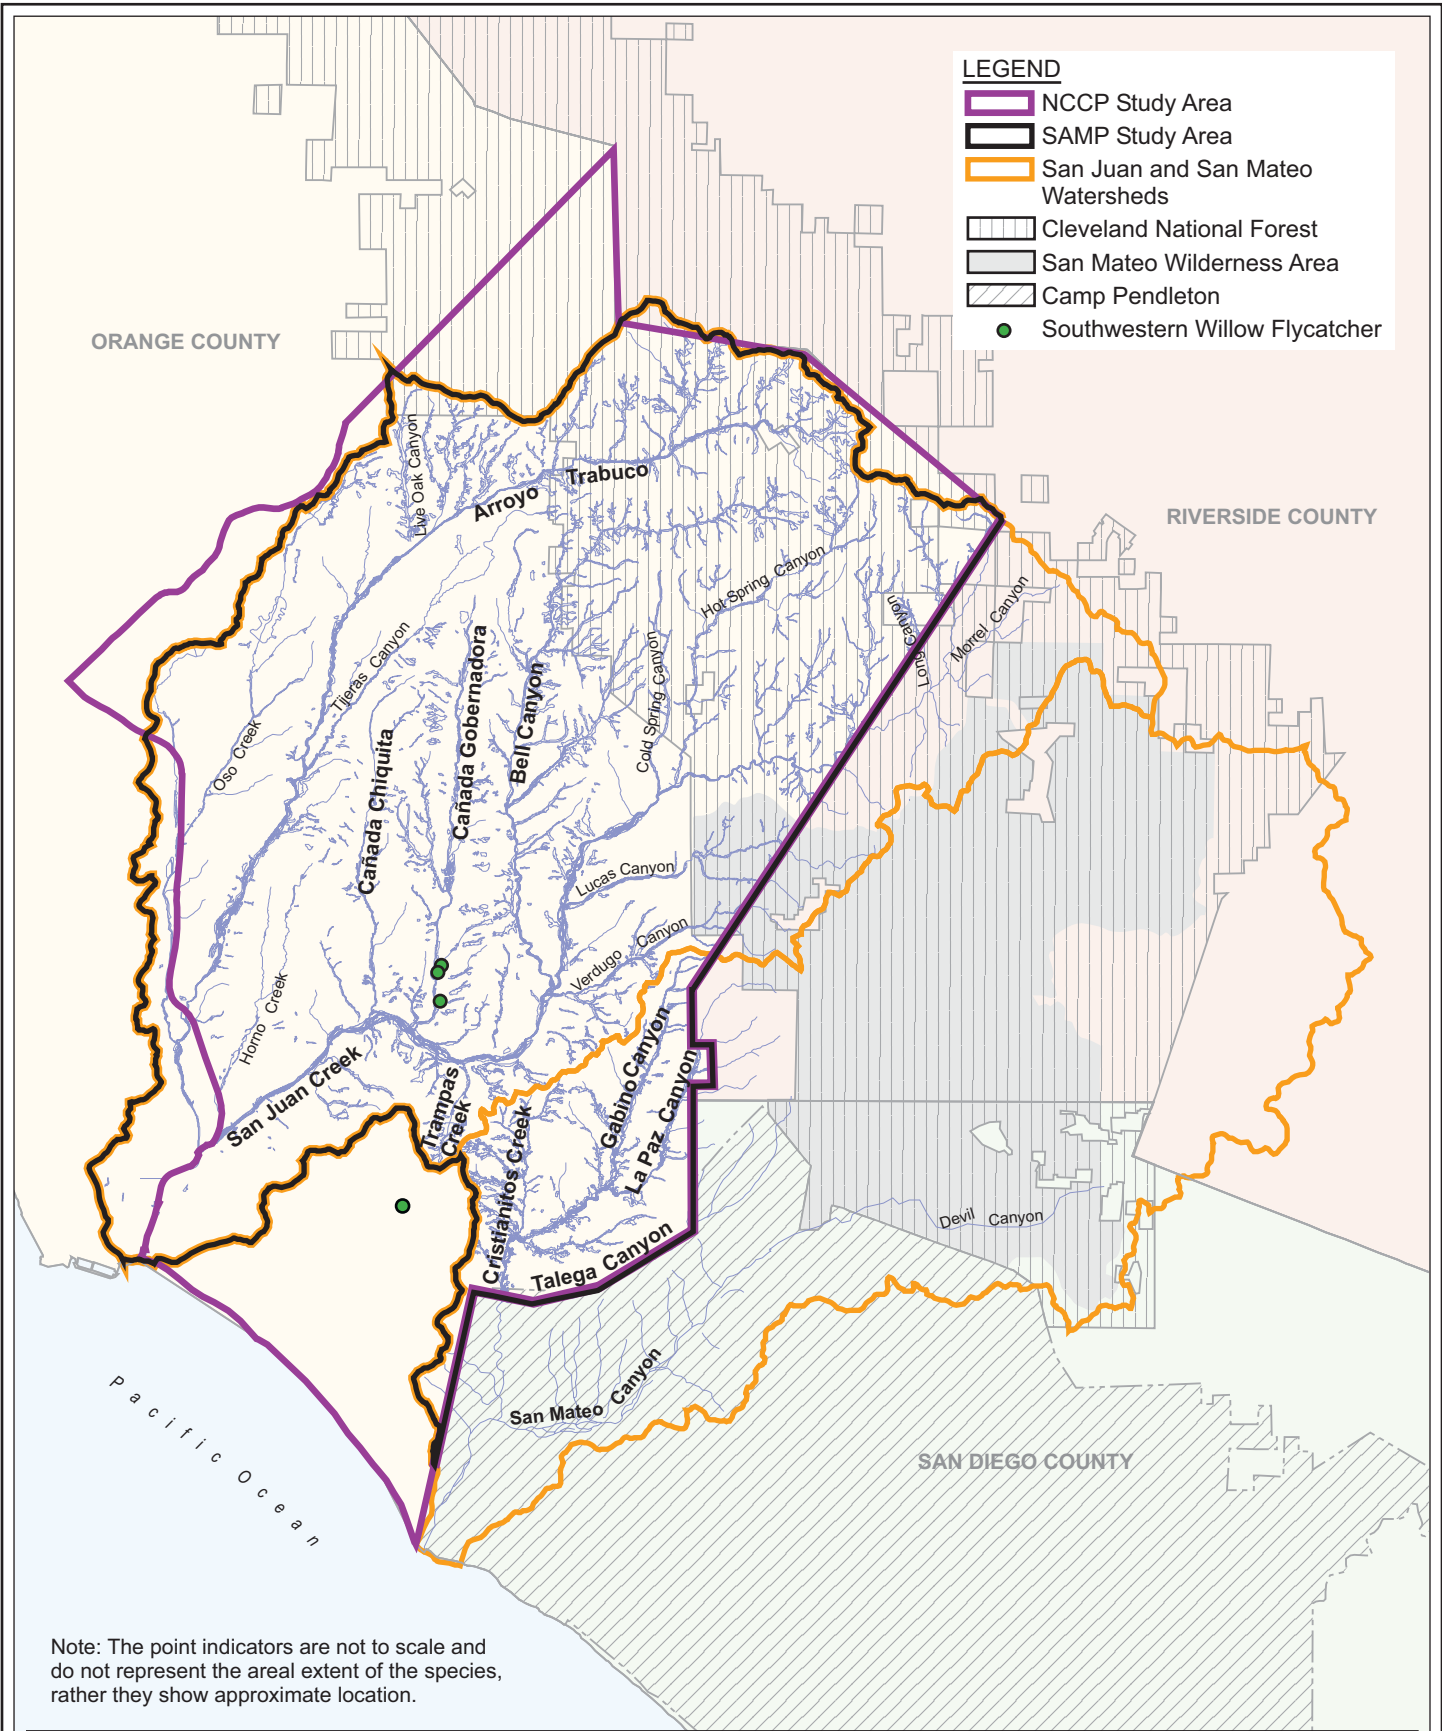 LEGEND
NCCP Study Area
SAMP Study Area
San Juan and San Mateo
Watersheds
Cleveland National Forest
San Mateo Wilderness Area
Camp Pendleton
Southwestern Willow Flycatcher
ORANGE COUNTY
RIVERSIDE COUNTY
Live Oak Canyon
Arroyo Trabuco
Hot Spring Canyon
Long Canyon
Morrel Canyon
Tijeras Canyon
Cañada Gobernadora
Bell Canyon
Cold Spring Canyon
Oso Creek
Cañada Chiquita
Lucas Canyon
Verdugo Canyon
Horno Creek
San Juan Creek
Trampas
Creek
Gabino Canyon
La Paz Canyon
Cristianitos Creek
Talega Canyon
Devil Canyon
San Mateo Canyon
SAN DIEGO COUNTY
Pacific Ocean
Note: The point indicators are not to scale and
do not represent the areal extent of the species,
rather they show approximate location.